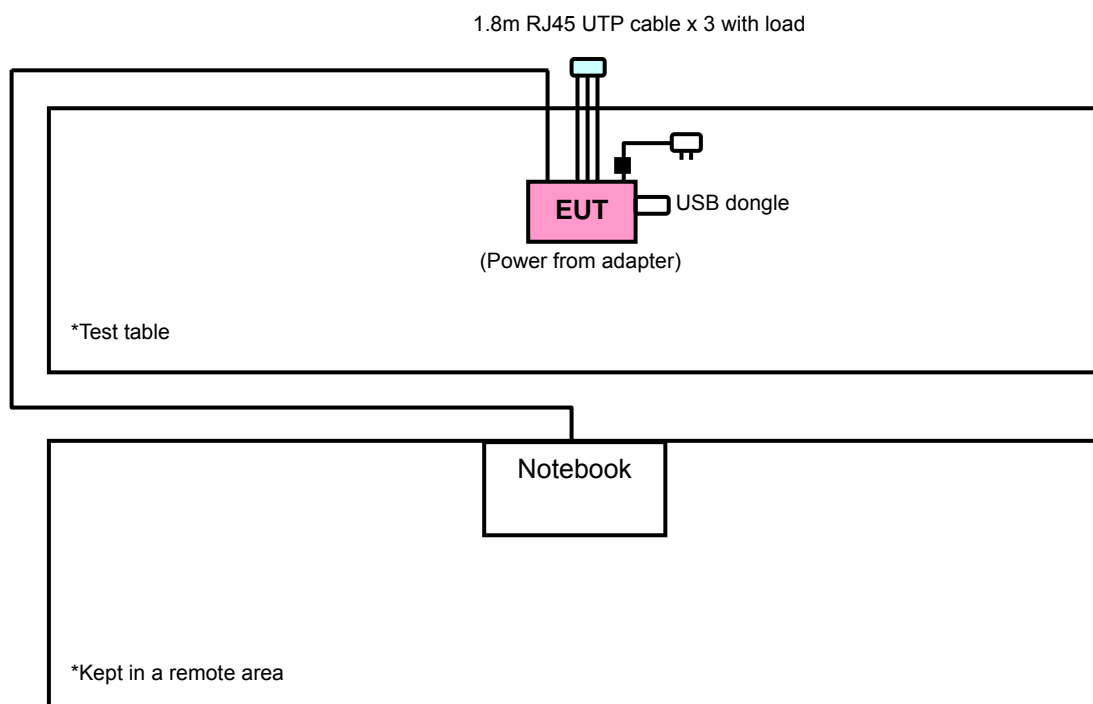 1.8m RJ45 UTP cable x 3 with load
EUT
USB dongle
(Power from adapter)
*Test table
Notebook
*Kept in a remote area